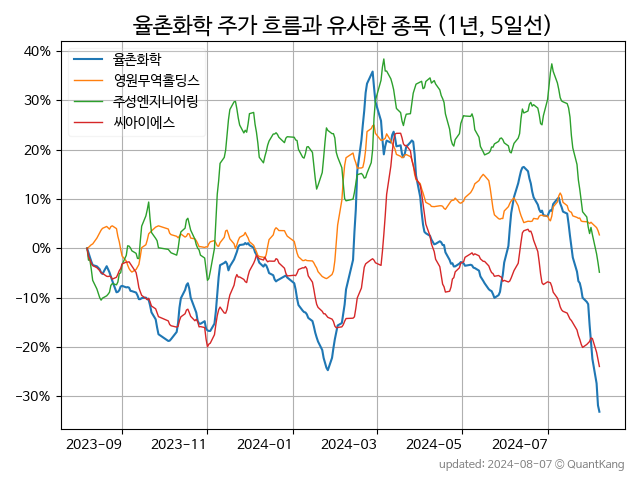 율촌화학 주가 흐름과 유사한 종목 (1년, 5일선)
율촌화학
영원무역홀딩스
주성엔지니어링
씨아이에스
40%
30%
20%
10%
0%
−10%
−20%
−30%
2023-09 2023-11 2024-01 2024-03 2024-05 2024-07
updated: 2024-08-07 © QuantKang